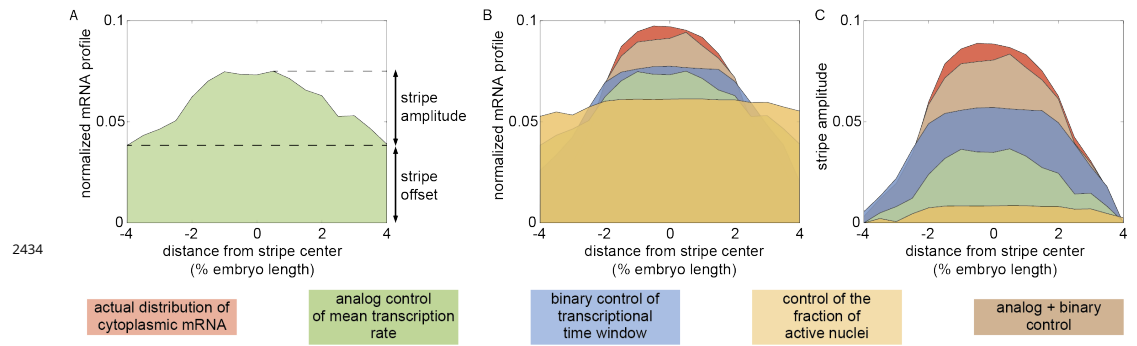 A
B
C
0.1
0.05
0
normalized mRNA profile
-4
-2
0
2
4
distance from stripe center
(% embryo length)
stripe
amplitude
stripe
offset
0.1
0.05
0
normalized mRNA profile
-4
-2
0
2
4
distance from stripe center
(% embryo length)
0.1
0.05
0
stripe amplitude
-4
-2
0
2
4
distance from stripe center
(% embryo length)
2434
actual distribution of
cytoplasmic mRNA
analog control
of mean transcription
rate
binary control of
transcriptional
time window
control of the
fraction of
active nuclei
analog + binary
control